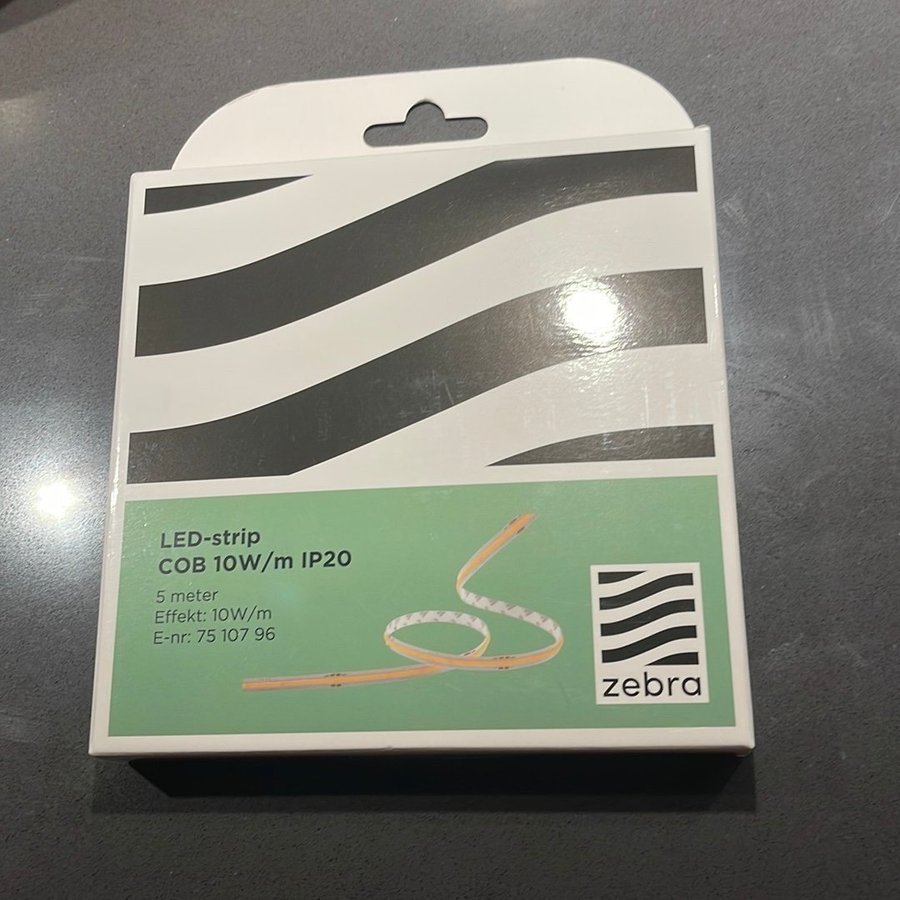 LED-strip
COB 10W/m IP20
5 meter
Effekt: 10W/m
E-nr: 75 107 96
zebra